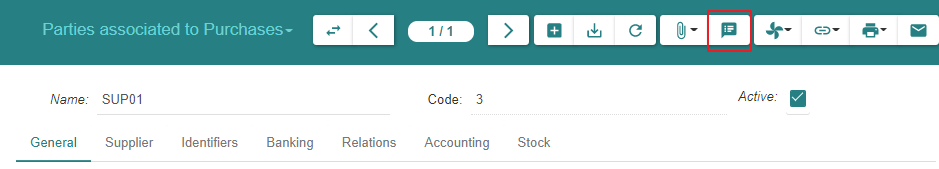 Parties associated to Purchases
1 / 1
Name: SUP01 Code: 3 Active:
General Supplier Identifiers Banking Relations Accounting Stock